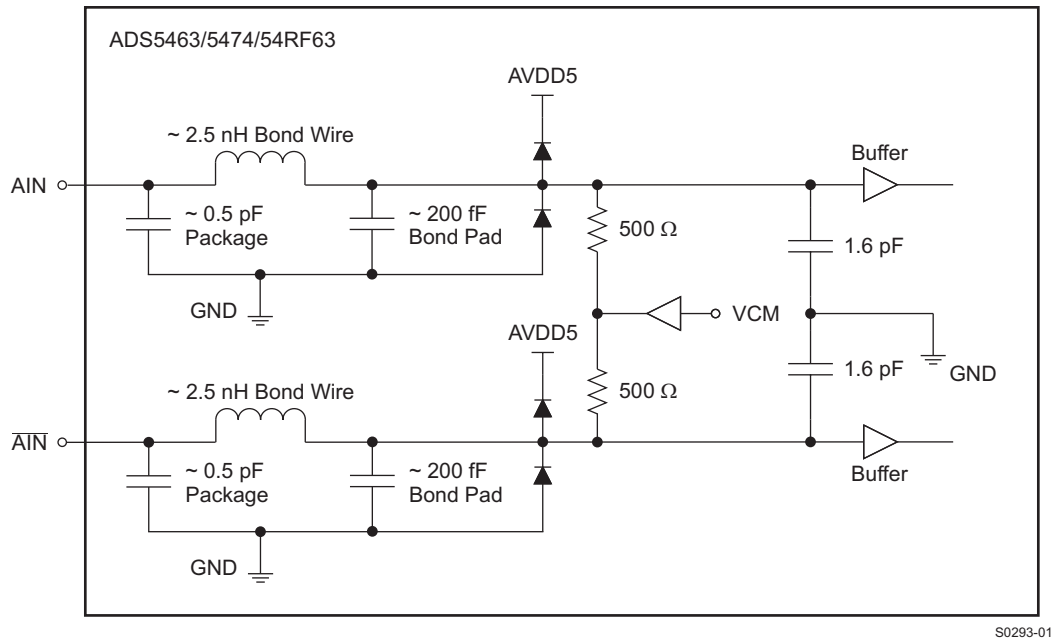 ADS5463/5474/54RF63
AVDD5
~ 2.5 nH Bond Wire
Buffer
AIN
~ 0.5 pF
Package
~ 200 fF
Bond Pad
500 Ω
1.6 pF
GND
VCM
AVDD5
GND
~ 2.5 nH Bond Wire
500 Ω
1.6 pF
AIN
~ 0.5 pF
Package
~ 200 fF
Bond Pad
Buffer
GND
S0293-01